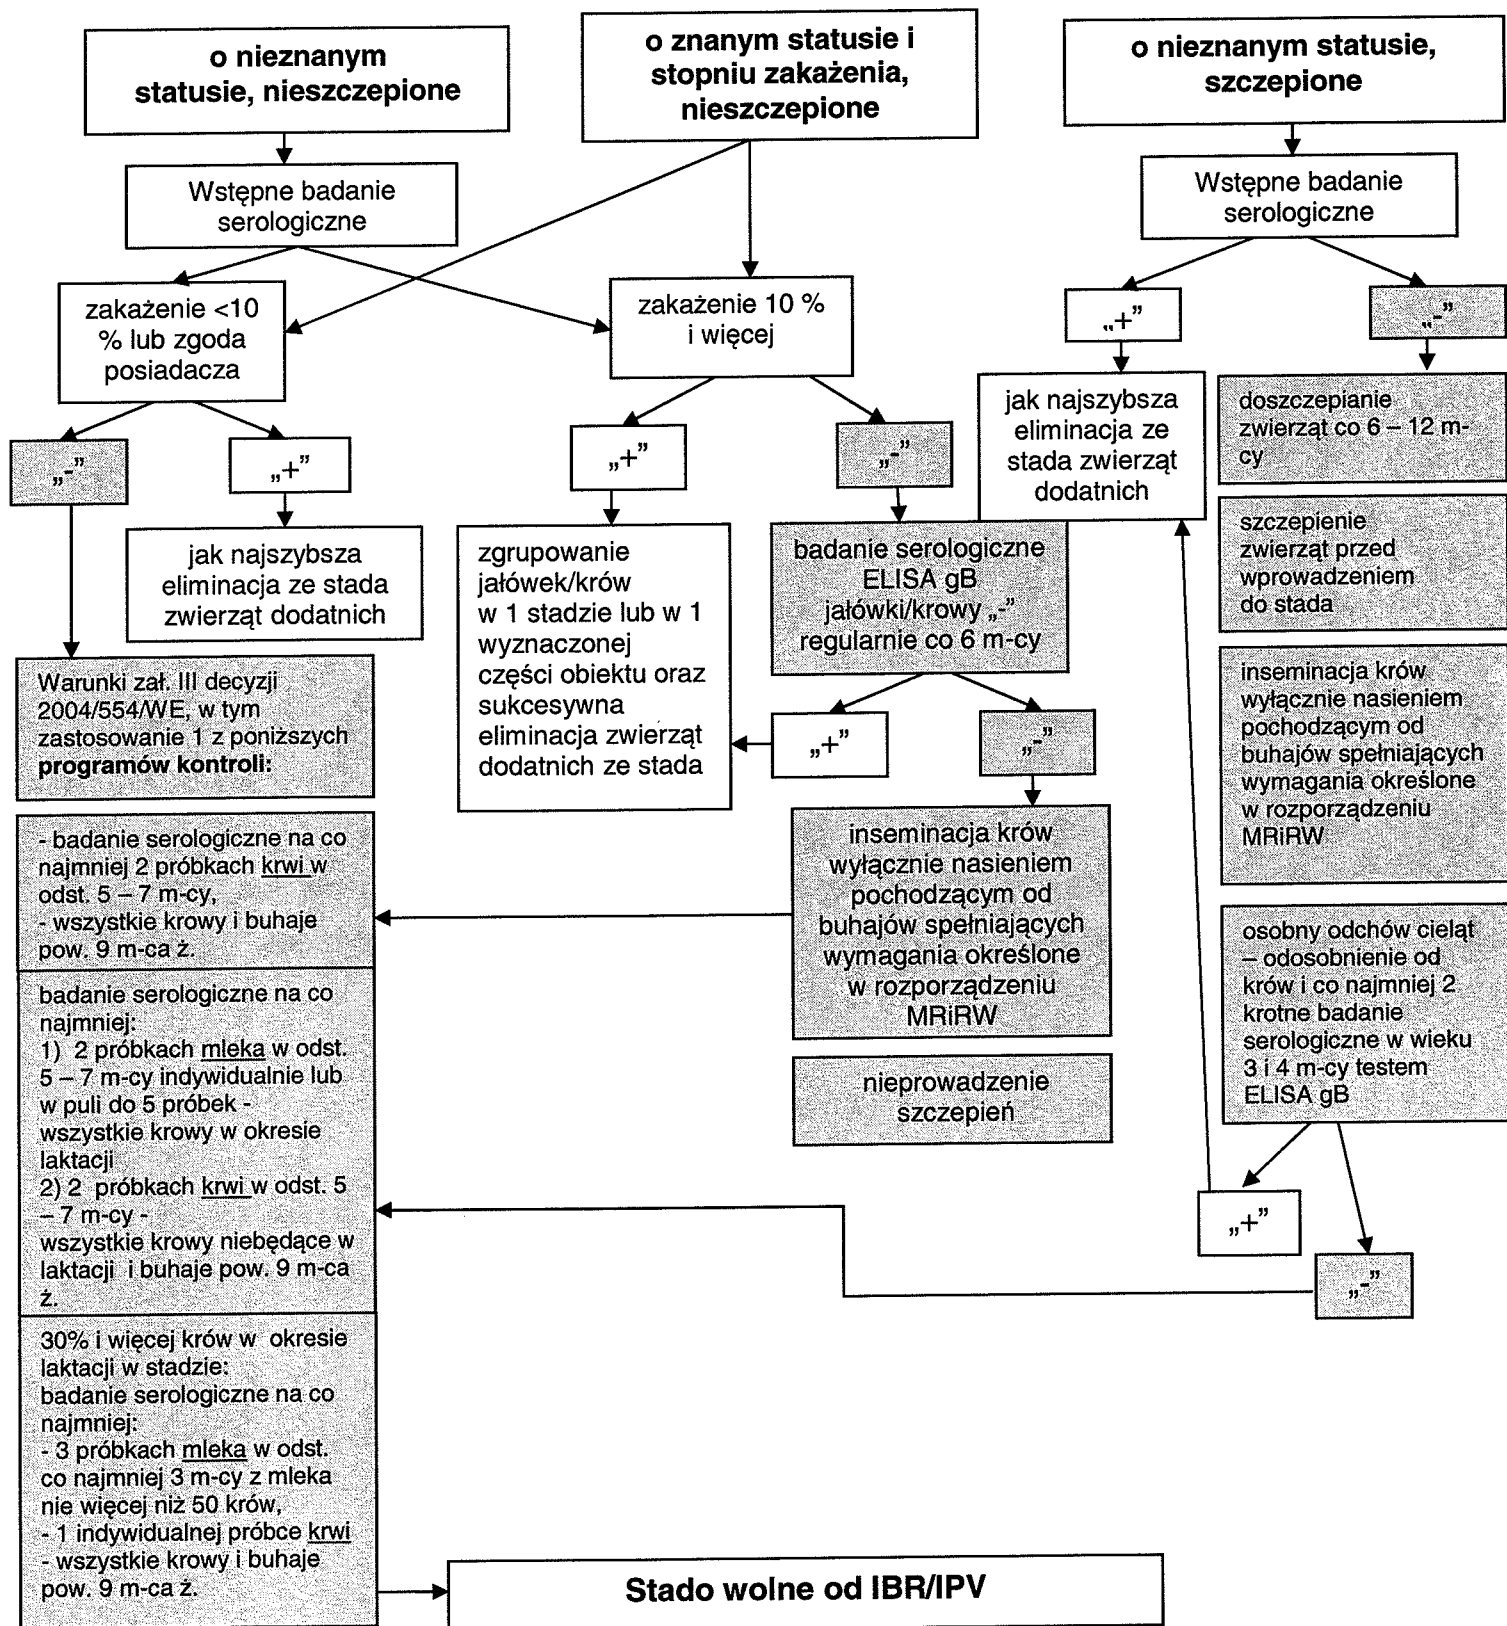 o nieznanym
statusie, nieszczepione
o znanym statusie i
stopniu zakażenia,
nieszczepione
o nieznanym statusie,
szczepione
Wstępne badanie
serologiczne
Wstępne badanie
serologiczne
zakażenie <10
% lub zgoda
posiadacza
zakażenie 10 %
i więcej
„+”
„-”
„-”
„+”
„+”
„-”
jak najszybsza
eliminacja ze
stada zwierząt
dodatnich
doszczepianie
zwierząt co 6 – 12 m-
cy
szczepienie
zwierząt przed
wprowadzeniem
do stada
jak najszybsza
eliminacja ze stada
zwierząt dodatnich
zgrupowanie
jałówek/krów
w 1 stadzie lub w 1
wyznaczonej
części obiektu oraz
sukcesywna
eliminacja zwierząt
dodatnich ze stada
badanie serologiczne
ELISA gB
jałówki/krowy „-”
regularnie co 6 m-cy
„+”
„-”
inseminacja krów
wyłącznie nasieniem
pochodzącym od
buhajów spełniających
wymagania określone
w rozporządzeniu
MRiRW
Warunki zał. III decyzji
2004/554/WE, w tym
zastosowanie 1 z poniższych
programów kontroli:
- badanie serologiczne na co
najmniej 2 próbkach krwi w
odst. 5 – 7 m-cy,
- wszystkie krowy i buhaje
pow. 9 m-ca ż.
inseminacja krów
wyłącznie nasieniem
pochodzącym od
buhajów spełniających
wymagania określone
w rozporządzeniu
MRiRW
osobny odchów cieląt
– odosobnienie od
krów i co najmniej 2
krotne badanie
serologiczne w wieku
3 i 4 m-cy testem
ELISA gB
badanie serologiczne na co
najmniej:
1) 2 próbkach mleka w odst.
5 – 7 m-cy indywidualnie lub
w puli do 5 próbek -
wszystkie krowy w okresie
laktacji
2) 2 próbkach krwi w odst. 5
– 7 m-cy -
wszystkie krowy niebędące w
laktacji i buhaje pow. 9 m-ca
ż.
nieprowadzenie
szczepień
„+”
„-”
30% i więcej krów w okresie
laktacji w stadzie:
badanie serologiczne na co
najmniej:
- 3 próbkach mleka w odst.
co najmniej 3 m-cy z mleka
nie więcej niż 50 krów,
- 1 indywidualnej próbce krwi
- wszystkie krowy i buhaje
pow. 9 m-ca ż.
Stado wolne od IBR/IPV